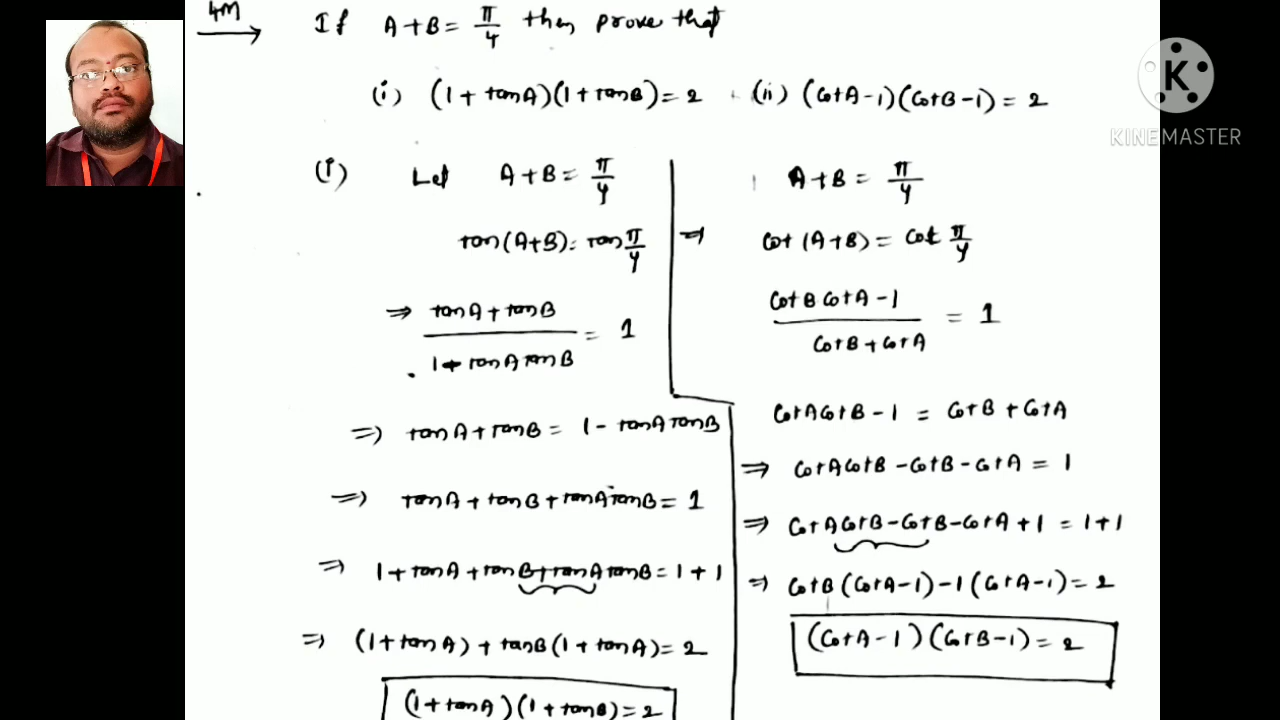 4M
If A+B = π/4 then prove that
(i) (1 + tanA)(1+tanB) = 2 (ii) (CotA-1)(CotB-1) = 2
K
KINEMASTER
(i) Let A+B = π/4
tan(A+B) = tan π/4
⇒ (tanA + tanB)/(1 - tanA tanB) = 1
⇒ tanA + tanB = 1 - tanA tanB
⇒ tanA + tanB + tanA tanB = 1
⇒ 1 + tanA + tanB + tanA tanB = 1 + 1
⇒ (1+tanA) + tanB (1 + tanA) = 2
(1+tanA)(1+tanB) = 2
A+B = π/4
⇒ Cot (A+B) = Cot π/4
(CotB CotA - 1)/(CotB + CotA) = 1
CotA CotB - 1 = CotB + CotA
⇒ CotA CotB - CotB - CotA = 1
⇒ CotA CotB - CotB - CotA + 1 = 1+1
⇒ CotB (CotA-1) - 1 (CotA-1) = 2
(CotA-1)(CotB-1) = 2